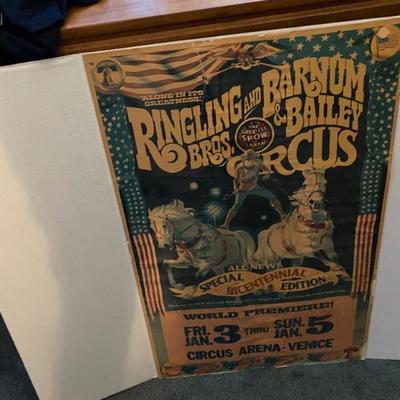 "ALONE IN ITS
GREATNESS"
RINGLING
BROS. AND BARNUM
& BAILEY
CIRCUS
THE
GREATEST
SHOW
ON
EARTH
ALL NEW!
SPECIAL BICENTENNIAL EDITION
WORLD PREMIERE!
FRI. JAN. 3 THRU SUN. JAN. 5
CIRCUS ARENA - VENICE